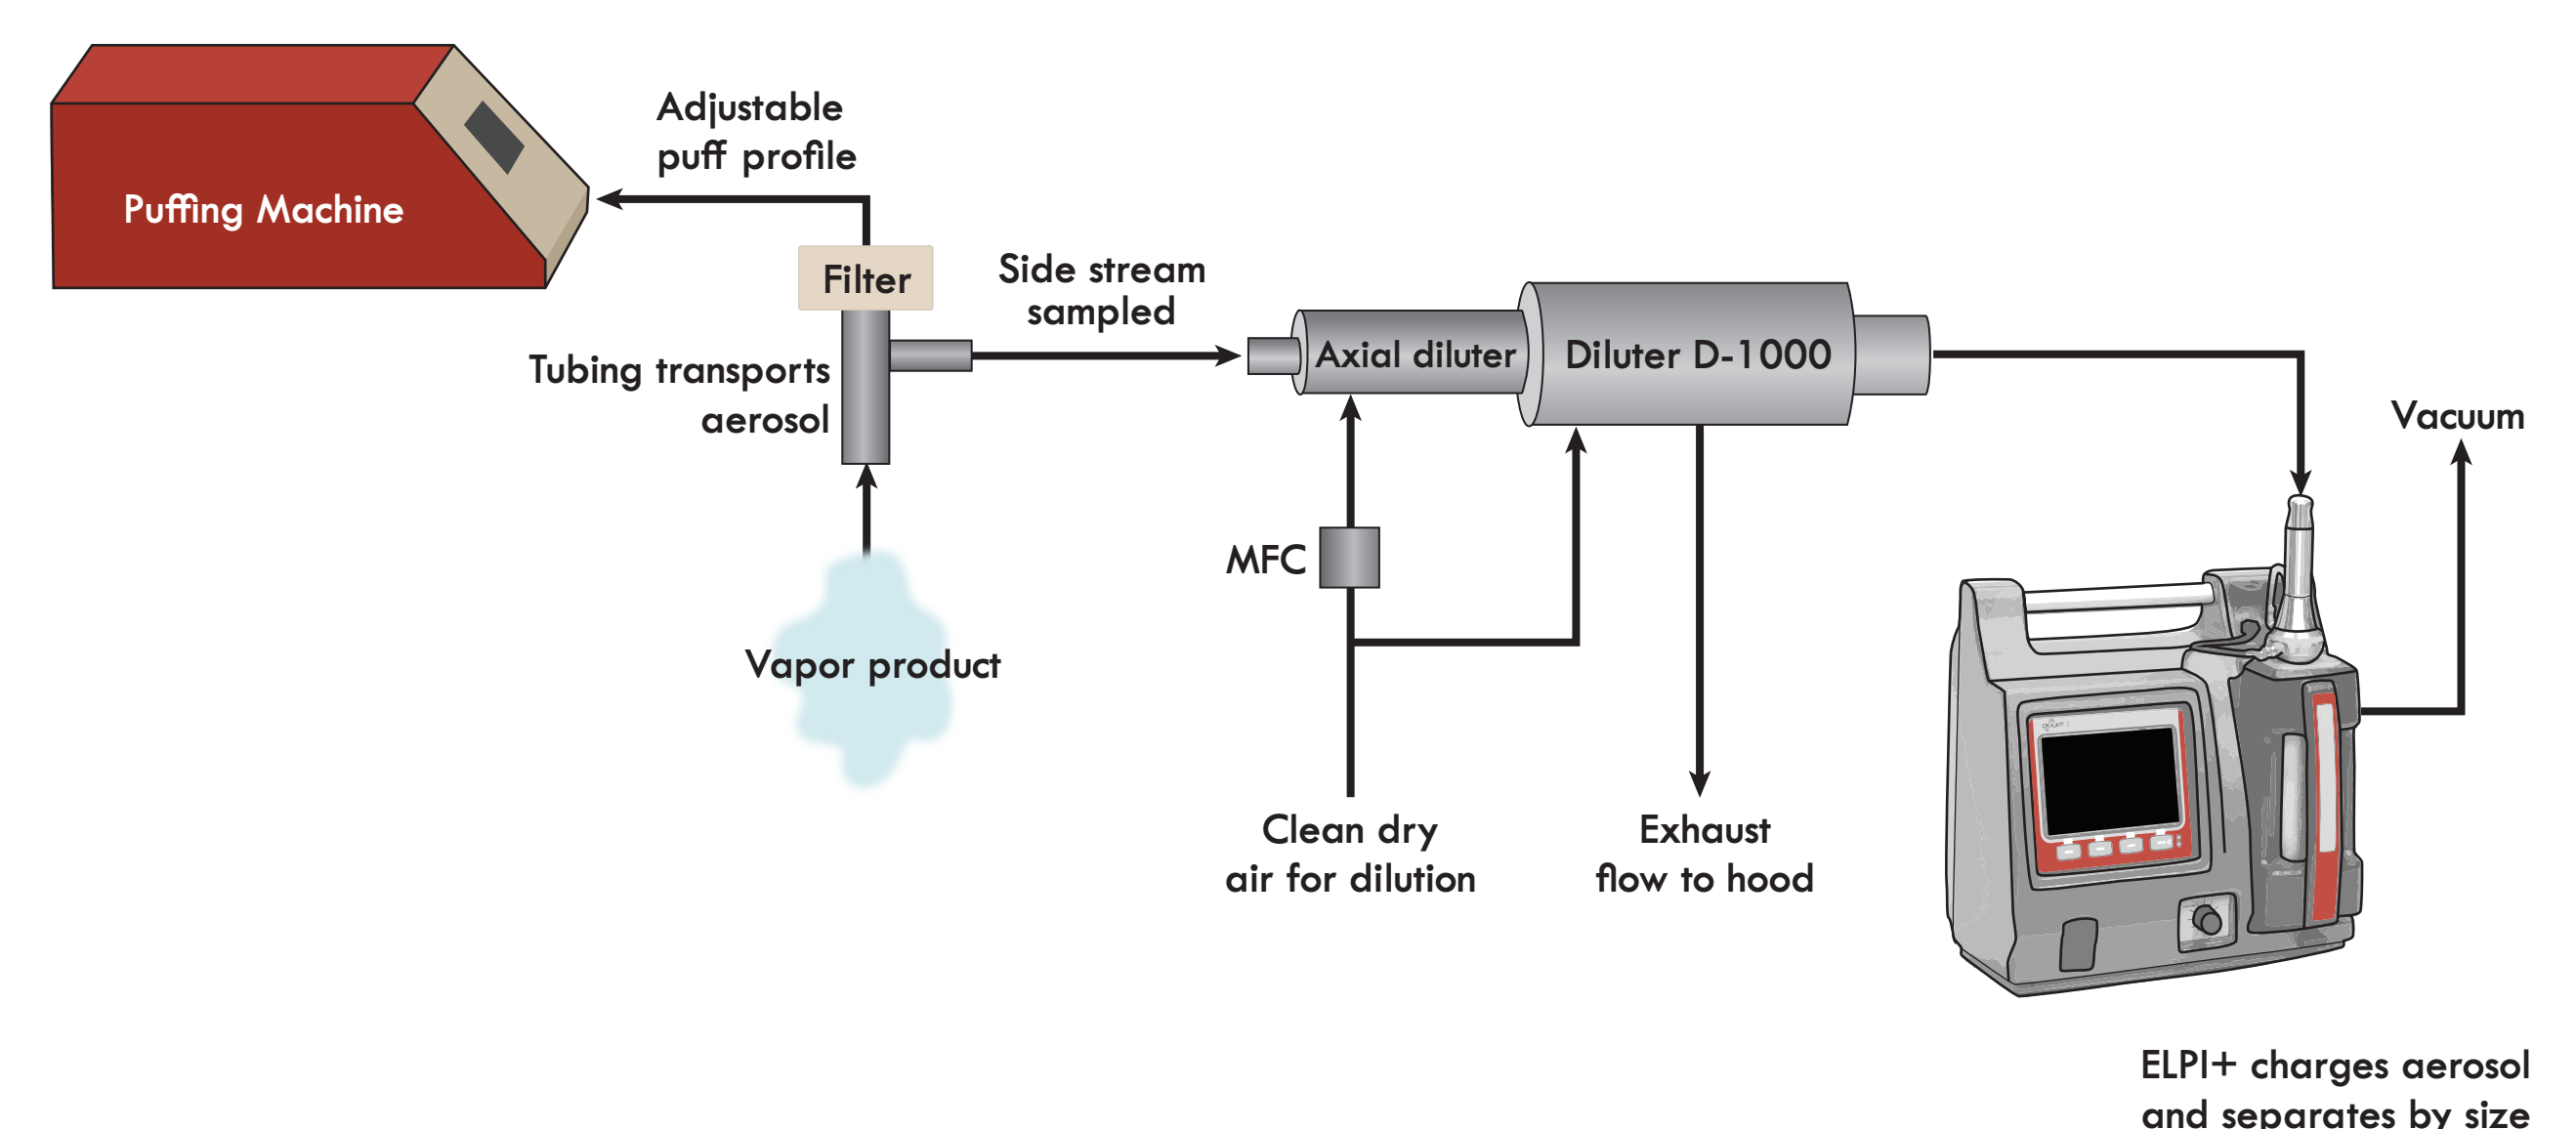 Adjustable
puff profile
Puffing Machine
Filter
Side stream
sampled
Tubing transports
aerosol
Axial diluter
Diluter D-1000
Vacuum
MFC
Vapor product
Clean dry
air for dilution
Exhaust
flow to hood
ELPI+ charges aerosol
and separates by size